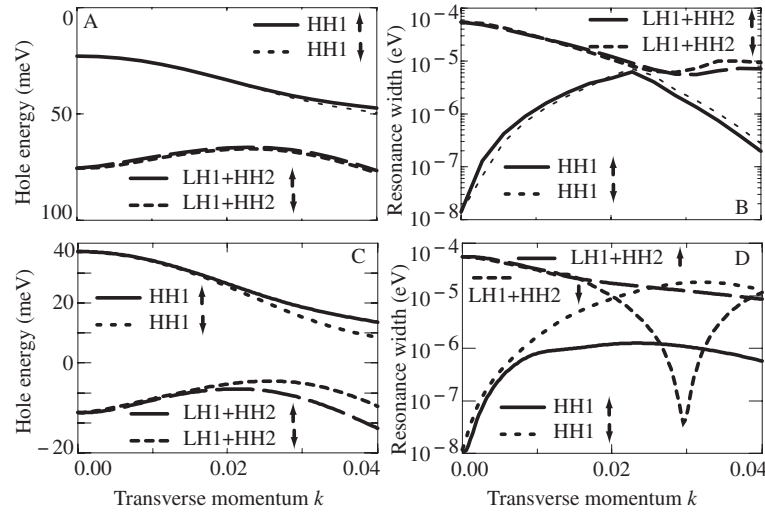 A
HH1
HH1
LH1+HH2
LH1+HH2
Hole energy (meV)
0
50
100
B
LH1+HH2
LH1+HH2
HH1
HH1
Resonance width (eV)
10⁻⁴
10⁻⁵
10⁻⁶
10⁻⁷
10⁻⁸
C
HH1
HH1
LH1+HH2
LH1+HH2
Hole energy (meV)
40
20
0
−20
0.00
0.02
0.04
Transverse momentum k
D
LH1+HH2
LH1+HH2
HH1
HH1
Resonance width (eV)
10⁻⁴
10⁻⁵
10⁻⁶
10⁻⁷
10⁻⁸
0.00
0.02
0.04
Transverse momentum k